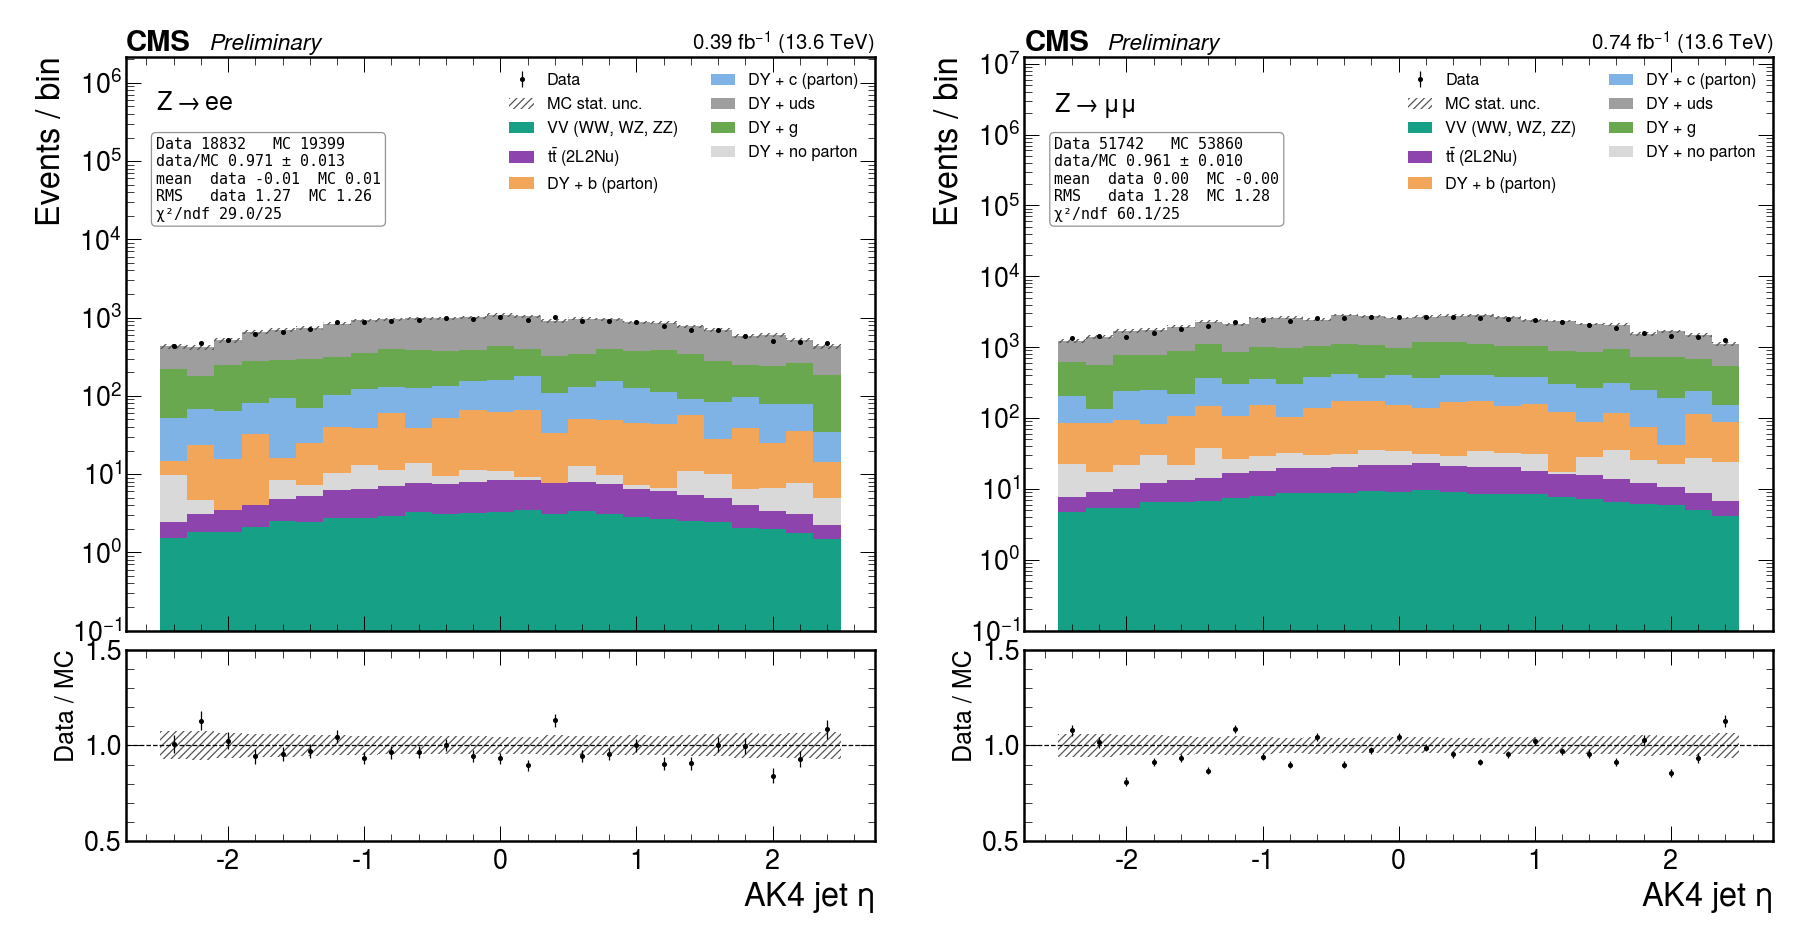 CMS Preliminary 0.39 fb⁻¹ (13.6 TeV)
Events / bin
10⁶
10⁵
10⁴
10³
10²
10¹
10⁰
10⁻¹
Z→ee
Data 18832 MC 19399
data/MC 0.971 ± 0.013
mean data -0.01 MC 0.01
RMS data 1.27 MC 1.26
χ²/ndf 29.0/25
Data
MC stat. unc.
VV (WW, WZ, ZZ)
tt̄ (2L2Nu)
DY + b (parton)
DY + c (parton)
DY + uds
DY + g
DY + no parton
Data / MC
1.5
1.0
0.5
-2 -1 0 1 2
AK4 jet η
CMS Preliminary 0.74 fb⁻¹ (13.6 TeV)
Events / bin
10⁷
10⁶
10⁵
10⁴
10³
10²
10¹
10⁰
10⁻¹
Z→μμ
Data 51742 MC 53860
data/MC 0.961 ± 0.010
mean data 0.00 MC -0.00
RMS data 1.28 MC 1.28
χ²/ndf 60.1/25
Data
MC stat. unc.
VV (WW, WZ, ZZ)
tt̄ (2L2Nu)
DY + b (parton)
DY + c (parton)
DY + uds
DY + g
DY + no parton
Data / MC
1.5
1.0
0.5
-2 -1 0 1 2
AK4 jet η